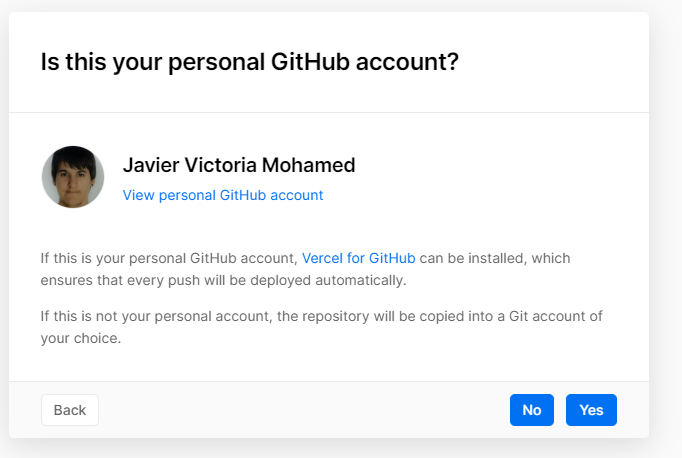 Is this your personal GitHub account?
Javier Victoria Mohamed
View personal GitHub account
If this is your personal GitHub account, Vercel for GitHub can be installed, which
ensures that every push will be deployed automatically.
If this is not your personal account, the repository will be copied into a Git account of
your choice.
Back
No
Yes